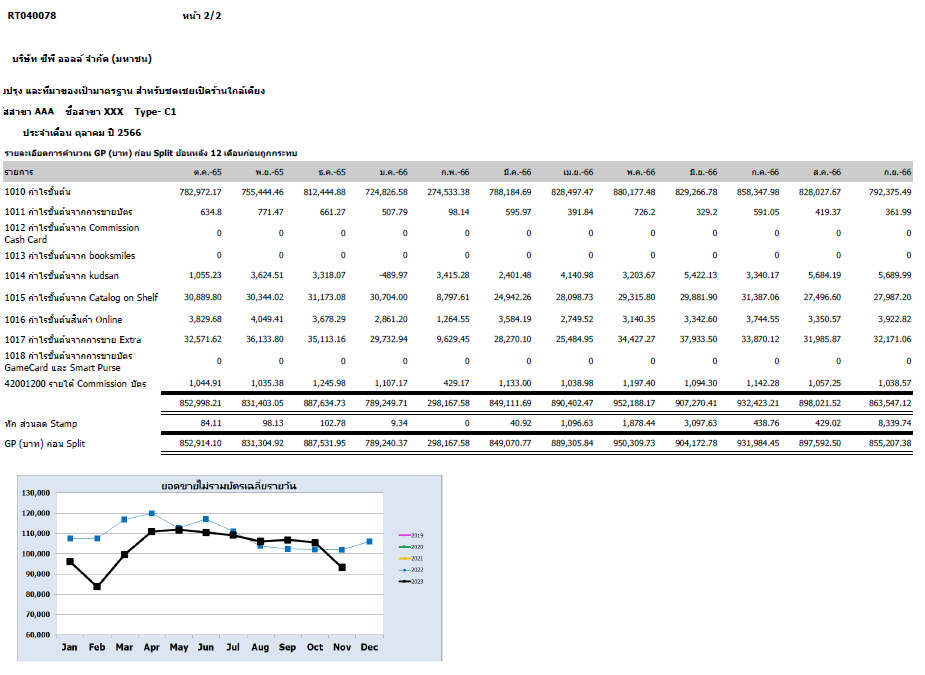 RT040078 หน้า 2/2
บริษัท ซีพี ออลล์ จำกัด (มหาชน)
ปรุง และที่มาของเป้ามาตรฐาน สำหรับชดเชยเปิดร้านใกล้เคียง
สสาขา AAA ชื่อสาขา XXX Type- C1
ประจำเดือน ตุลาคม ปี 2566
รายละเอียดการคำนวณ GP (บาท) ก่อน Split ย้อนหลัง 12 เดือนก่อนถูกกระทบ
รายการ ต.ค.-65 พ.ย.-65 ธ.ค.-65 ม.ค.-66 ก.พ.-66 มี.ค.-66 เม.ย.-66 พ.ค.-66 มิ.ย.-66 ก.ค.-66 ส.ค.-66 ก.ย.-66
1010 กำไรขั้นต้น 782,972.17 755,444.46 812,444.88 724,826.58 274,533.38 788,184.69 828,497.47 880,177.48 829,266.78 858,347.98 828,027.67 792,375.49
1011 กำไรขั้นต้นจากการขายบัตร 634.8 771.47 661.27 507.79 98.14 595.97 391.84 726.2 329.2 591.05 419.37 361.99
1012 กำไรขั้นต้นจาก Commission
Cash Card 0 0 0 0 0 0 0 0 0 0 0 0
1013 กำไรขั้นต้นจาก booksmiles 0 0 0 0 0 0 0 0 0 0 0 0
1014 กำไรขั้นต้นจาก kudsan 1,055.23 3,624.51 3,318.07 -489.97 3,415.28 2,401.48 4,140.98 3,203.67 5,422.13 3,340.17 5,684.19 5,689.99
1015 กำไรขั้นต้นจาก Catalog on Shelf 30,889.80 30,344.02 31,173.08 30,704.00 8,797.61 24,942.26 28,098.73 29,315.80 29,881.90 31,387.06 27,496.60 27,987.20
1016 กำไรขั้นต้นสินค้า Online 3,829.68 4,049.41 3,678.29 2,861.20 1,264.55 3,584.19 2,749.52 3,140.35 3,342.60 3,744.55 3,350.57 3,922.82
1017 กำไรขั้นต้นจากการขาย Extra 32,571.62 36,133.80 35,113.16 29,732.94 9,629.45 28,270.10 25,484.95 34,427.27 37,933.50 33,870.12 31,985.87 32,171.06
1018 กำไรขั้นต้นจากการขายบัตร
GameCard และ Smart Purse 0 0 0 0 0 0 0 0 0 0 0 0
42001200 รายได้ Commission บัตร 1,044.91 1,035.38 1,245.98 1,107.17 429.17 1,133.00 1,038.98 1,197.40 1,094.30 1,142.28 1,057.25 1,038.57
852,998.21 831,403.05 887,634.73 789,249.71 298,167.58 849,111.69 890,402.47 952,188.17 907,270.41 932,423.21 898,021.52 863,547.12
หัก ส่วนลด Stamp 84.11 98.13 102.78 9.34 0 40.92 1,096.63 1,878.44 3,097.63 438.76 429.02 8,339.74
GP (บาท) ก่อน Split 852,914.10 831,304.92 887,531.95 789,240.37 298,167.58 849,070.77 889,305.84 950,309.73 904,172.78 931,984.45 897,592.50 855,207.38
ยอดขายไม่รวมบัตรเฉลี่ยรายวัน
130,000
120,000
110,000
100,000
90,000
80,000
70,000
60,000
Jan Feb Mar Apr May Jun Jul Aug Sep Oct Nov Dec
2019
2020
2021
2022
2023